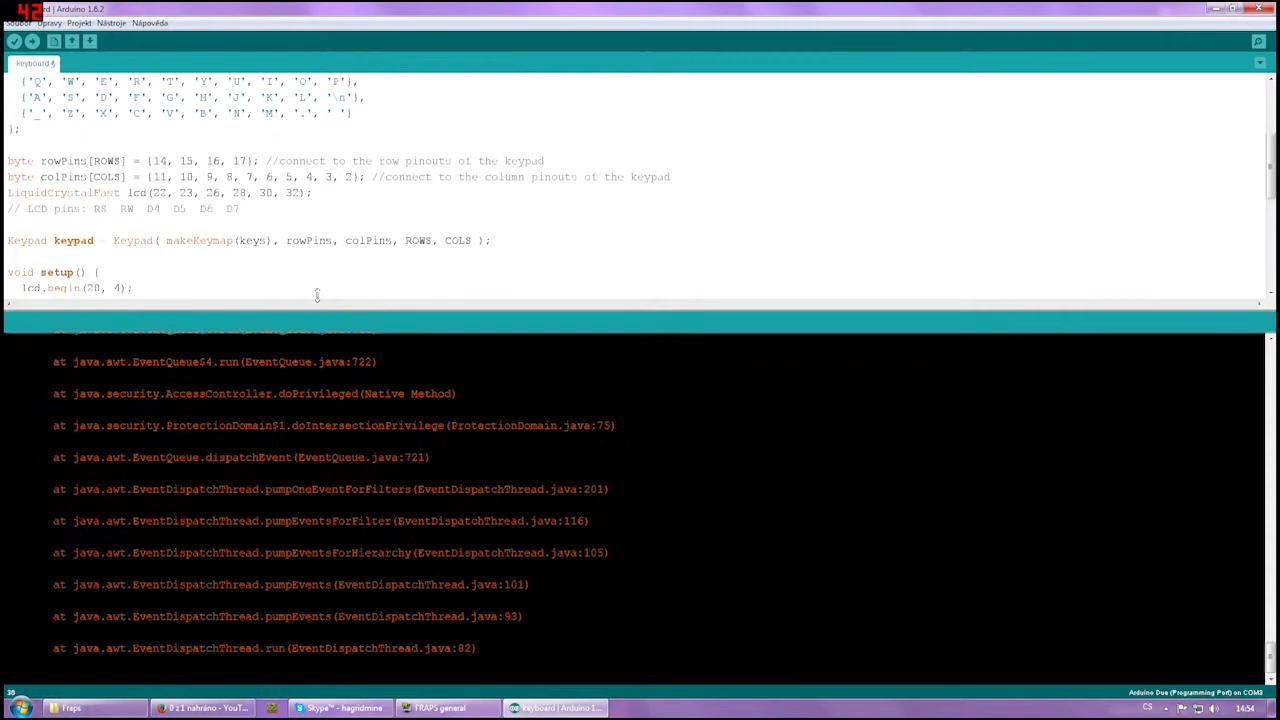 42
rd | Arduino 1.6.2
Soubor Úpravy Projekt Nástroje Nápověda
keyboard §
{'Q', 'W', 'E', 'R', 'T', 'Y', 'U', 'I', 'O', 'P'},
{'A', 'S', 'D', 'F', 'G', 'H', 'J', 'K', 'L', '\n'},
{'_', 'Z', 'X', 'C', 'V', 'B', 'N', 'M', '.', ' '}
};
byte rowPins[ROWS] = {14, 15, 16, 17}; //connect to the row pinouts of the keypad
byte colPins[COLS] = {11, 10, 9, 8, 7, 6, 5, 4, 3, 2}; //connect to the column pinouts of the keypad
LiquidCrystalFast lcd(22, 23, 26, 28, 30, 32);
// LCD pins: RS RW D4 D5 D6 D7
Keypad keypad = Keypad( makeKeymap(keys), rowPins, colPins, ROWS, COLS );
void setup() {
lcd.begin(20, 4);
at java.awt.EventQueue$4.run(EventQueue.java:722)
at java.security.AccessController.doPrivileged(Native Method)
at java.security.ProtectionDomain$1.doIntersectionPrivilege(ProtectionDomain.java:75)
at java.awt.EventQueue.dispatchEvent(EventQueue.java:721)
at java.awt.EventDispatchThread.pumpOneEventForFilters(EventDispatchThread.java:201)
at java.awt.EventDispatchThread.pumpEventsForFilter(EventDispatchThread.java:116)
at java.awt.EventDispatchThread.pumpEventsForHierarchy(EventDispatchThread.java:105)
at java.awt.EventDispatchThread.pumpEvents(EventDispatchThread.java:101)
at java.awt.EventDispatchThread.pumpEvents(EventDispatchThread.java:93)
at java.awt.EventDispatchThread.run(EventDispatchThread.java:82)
36 Arduino Due (Programming Port) on COM3
Fraps 0 z 1 nahráno - YouT... Skype™ - hagridmine FRAPS general keyboard | Arduino 1... CS 14:54